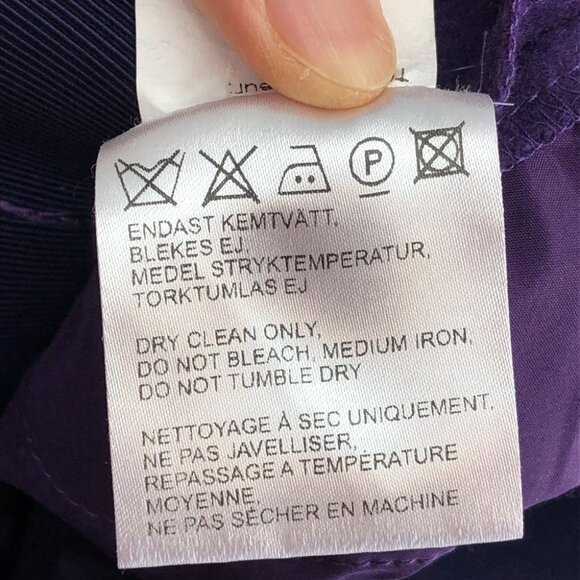 P
ENDAST KEMTVÄTT,
BLEKES EJ,
MEDEL STRYKTEMPERATUR,
TORKTUMLAS EJ
DRY CLEAN ONLY,
DO NOT BLEACH, MEDIUM IRON,
DO NOT TUMBLE DRY
NETTOYAGE À SEC UNIQUEMENT.
NE PAS JAVELLISER,
REPASSAGE A TEMPÉRATURE
MOYENNE,
NE PAS SÉCHER EN MACHINE